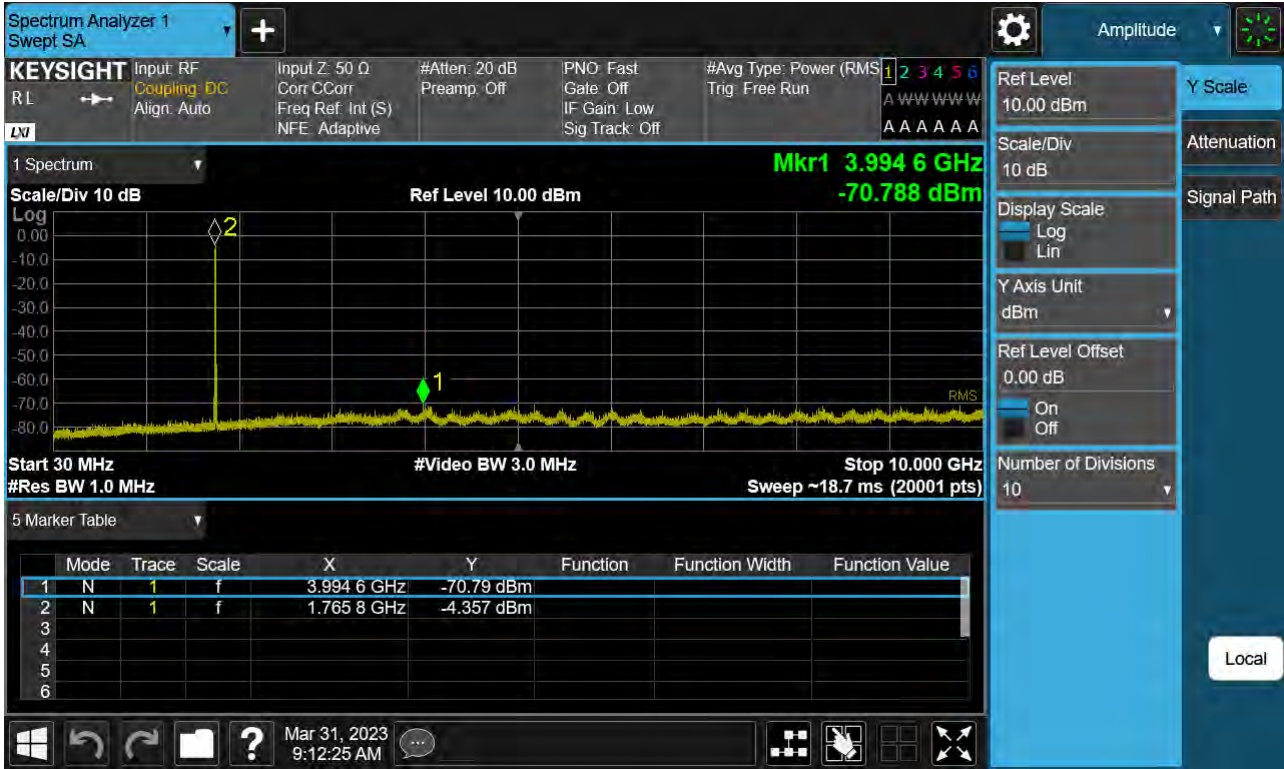 Spectrum Analyzer 1
Swept SA
Amplitude
KEYSIGHT
RL
LXI
Input: RF
Coupling: DC
Align: Auto
Input Z: 50 Ω
Corr CCorr
Freq Ref: Int (S)
NFE: Adaptive
#Atten: 20 dB
Preamp: Off
PNO: Fast
Gate: Off
IF Gain: Low
Sig Track: Off
#Avg Type: Power (RMS
Trig: Free Run
1 2 3 4 5 6
A W W W W W
A A A A A A
1 Spectrum
Mkr1 3.994 6 GHz
Scale/Div 10 dB
Ref Level 10.00 dBm
-70.788 dBm
Log
0.00
-10.0
-20.0
-30.0
-40.0
-50.0
-60.0
-70.0
-80.0
2
1
RMS
Start 30 MHz
#Video BW 3.0 MHz
Stop 10.000 GHz
#Res BW 1.0 MHz
Sweep ~18.7 ms (20001 pts)
5 Marker Table
Mode Trace Scale X Y Function Function Width Function Value
1 N 1 f 3.994 6 GHz -70.79 dBm
2 N 1 f 1.765 8 GHz -4.357 dBm
3
4
5
6
Ref Level
10.00 dBm
Scale/Div
10 dB
Display Scale
Log
Lin
Y Axis Unit
dBm
Ref Level Offset
0.00 dB
On
Off
Number of Divisions
10
Y Scale
Attenuation
Signal Path
Local
?
Mar 31, 2023
9:12:25 AM